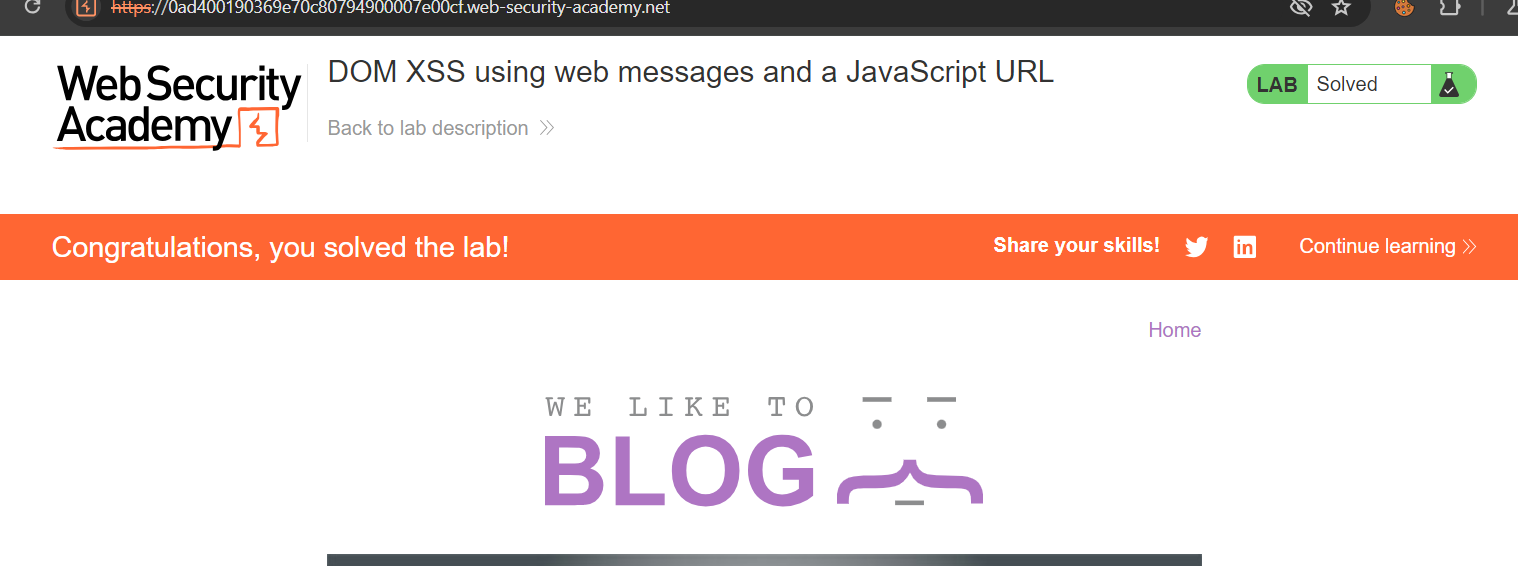 https://0ad400190369e70c80794900007e00cf.web-security-academy.net
Web Security
Academy
DOM XSS using web messages and a JavaScript URL
Back to lab description
LAB Solved
Congratulations, you solved the lab!
Share your skills!
Continue learning
Home
WE LIKE TO
BLOG